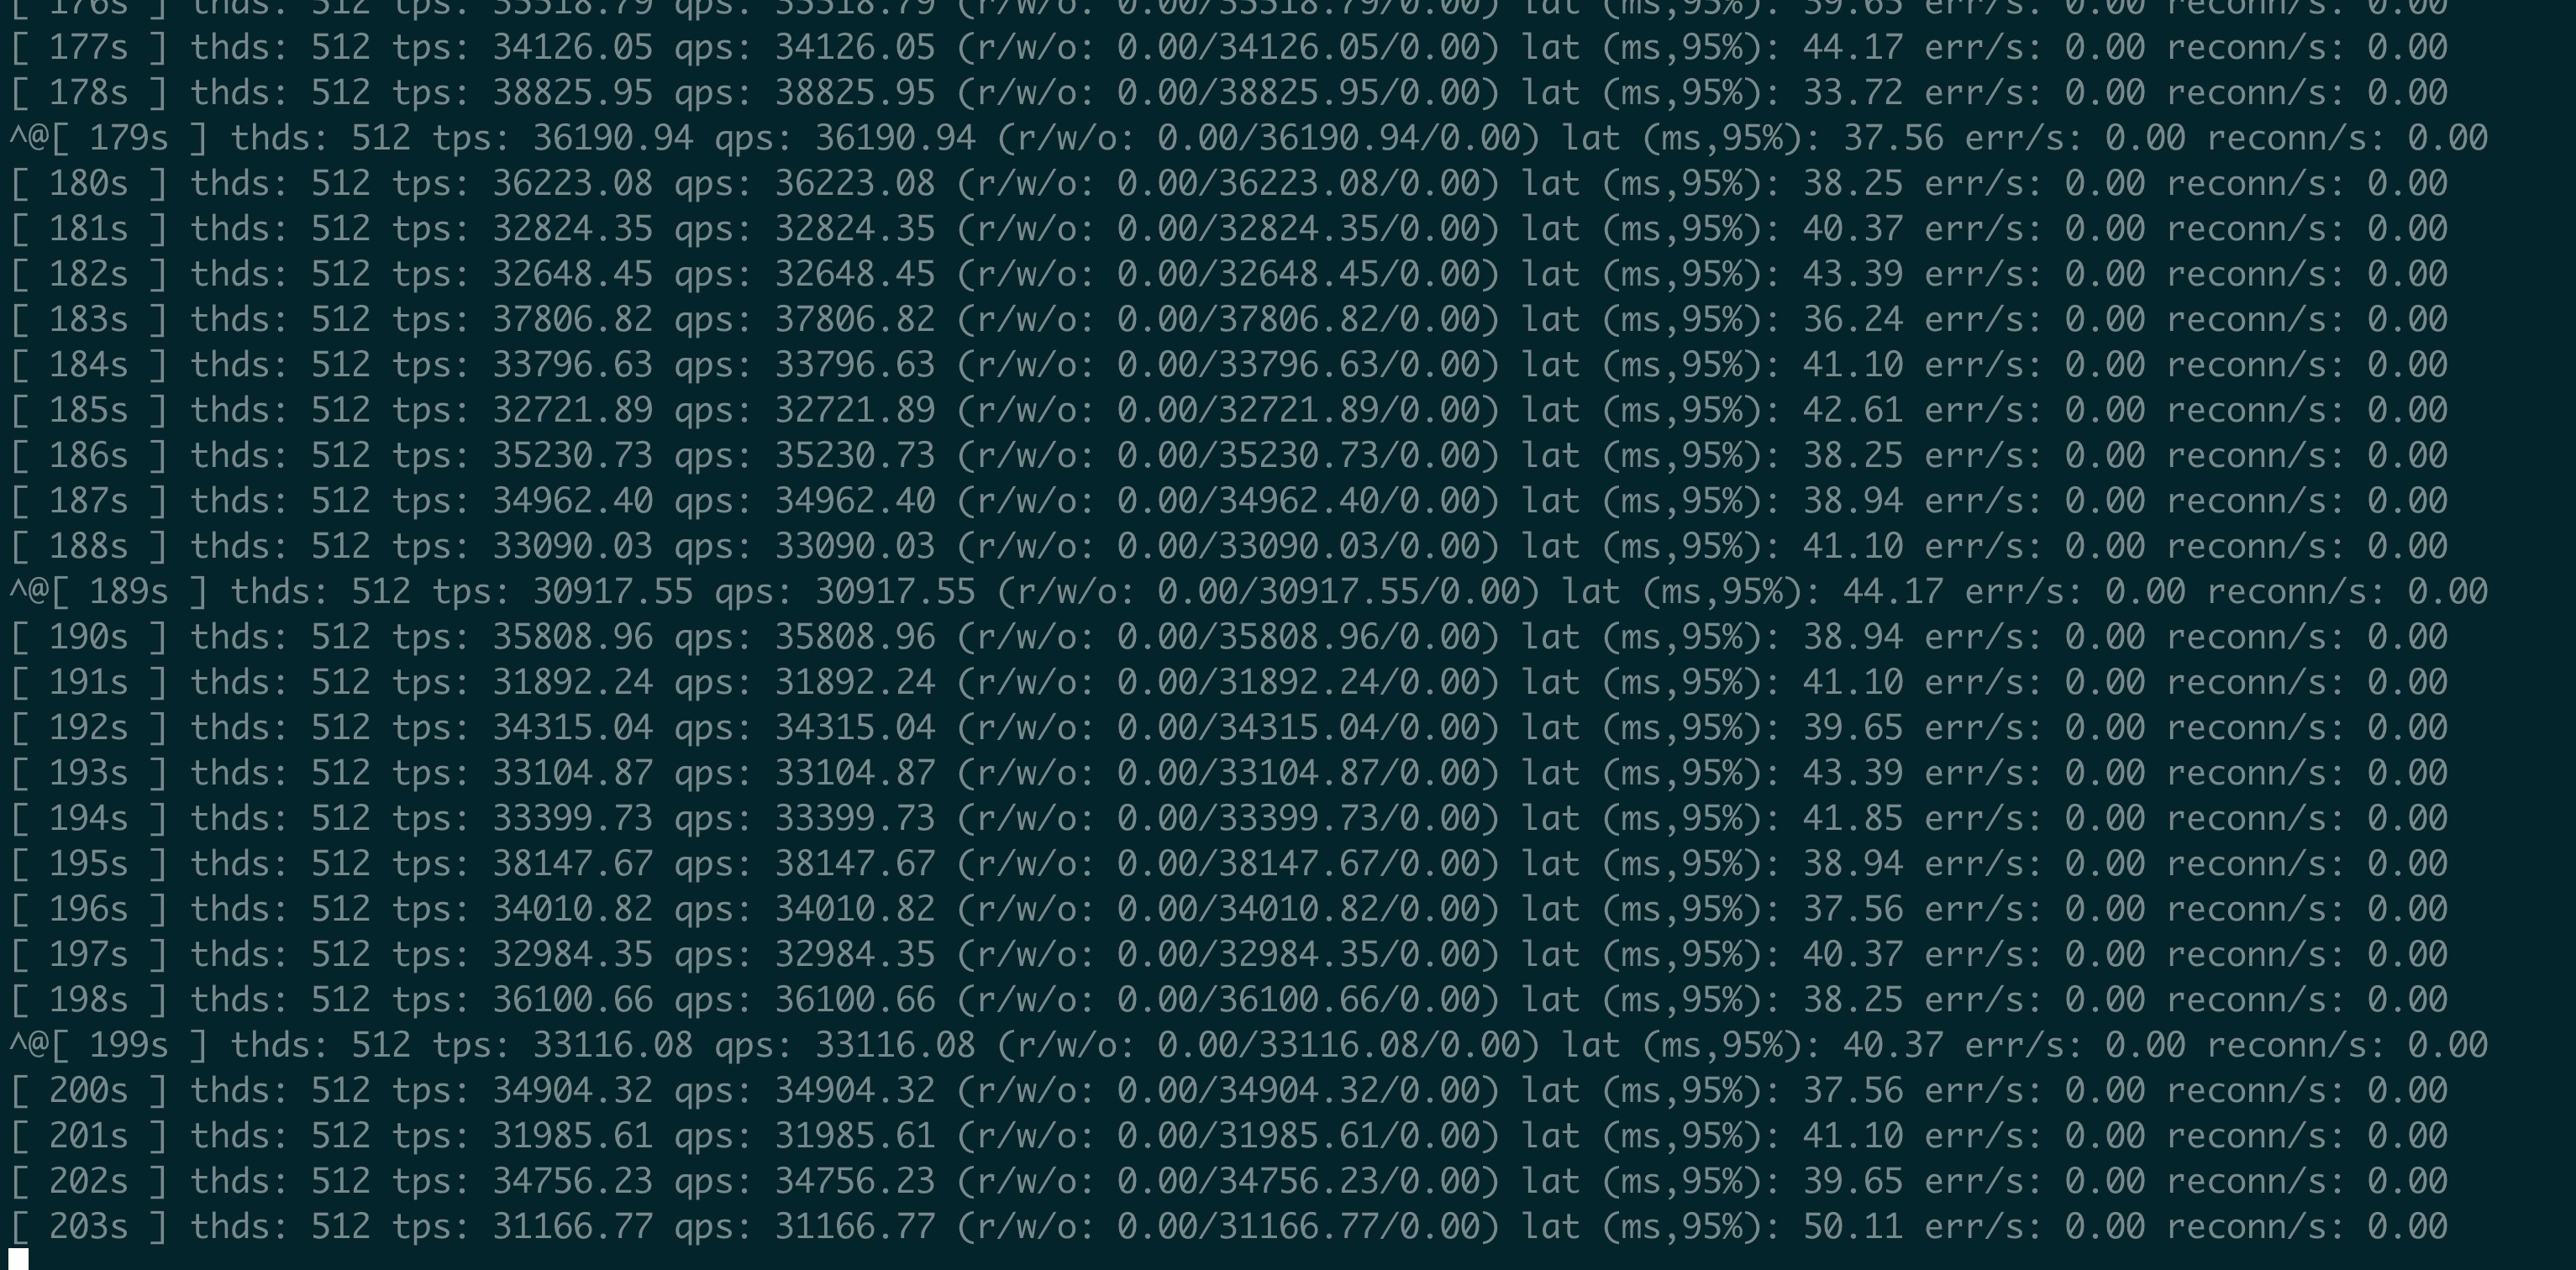 [ 176s ] thds: 512 tps: 35518.79 qps: 35518.79 (r/w/o: 0.00/35518.79/0.00) lat (ms,95%): 39.65 err/s: 0.00 reconn/s: 0.00
[ 177s ] thds: 512 tps: 34126.05 qps: 34126.05 (r/w/o: 0.00/34126.05/0.00) lat (ms,95%): 44.17 err/s: 0.00 reconn/s: 0.00
[ 178s ] thds: 512 tps: 38825.95 qps: 38825.95 (r/w/o: 0.00/38825.95/0.00) lat (ms,95%): 33.72 err/s: 0.00 reconn/s: 0.00
^@[ 179s ] thds: 512 tps: 36190.94 qps: 36190.94 (r/w/o: 0.00/36190.94/0.00) lat (ms,95%): 37.56 err/s: 0.00 reconn/s: 0.00
[ 180s ] thds: 512 tps: 36223.08 qps: 36223.08 (r/w/o: 0.00/36223.08/0.00) lat (ms,95%): 38.25 err/s: 0.00 reconn/s: 0.00
[ 181s ] thds: 512 tps: 32824.35 qps: 32824.35 (r/w/o: 0.00/32824.35/0.00) lat (ms,95%): 40.37 err/s: 0.00 reconn/s: 0.00
[ 182s ] thds: 512 tps: 32648.45 qps: 32648.45 (r/w/o: 0.00/32648.45/0.00) lat (ms,95%): 43.39 err/s: 0.00 reconn/s: 0.00
[ 183s ] thds: 512 tps: 37806.82 qps: 37806.82 (r/w/o: 0.00/37806.82/0.00) lat (ms,95%): 36.24 err/s: 0.00 reconn/s: 0.00
[ 184s ] thds: 512 tps: 33796.63 qps: 33796.63 (r/w/o: 0.00/33796.63/0.00) lat (ms,95%): 41.10 err/s: 0.00 reconn/s: 0.00
[ 185s ] thds: 512 tps: 32721.89 qps: 32721.89 (r/w/o: 0.00/32721.89/0.00) lat (ms,95%): 42.61 err/s: 0.00 reconn/s: 0.00
[ 186s ] thds: 512 tps: 35230.73 qps: 35230.73 (r/w/o: 0.00/35230.73/0.00) lat (ms,95%): 38.25 err/s: 0.00 reconn/s: 0.00
[ 187s ] thds: 512 tps: 34962.40 qps: 34962.40 (r/w/o: 0.00/34962.40/0.00) lat (ms,95%): 38.94 err/s: 0.00 reconn/s: 0.00
[ 188s ] thds: 512 tps: 33090.03 qps: 33090.03 (r/w/o: 0.00/33090.03/0.00) lat (ms,95%): 41.10 err/s: 0.00 reconn/s: 0.00
^@[ 189s ] thds: 512 tps: 30917.55 qps: 30917.55 (r/w/o: 0.00/30917.55/0.00) lat (ms,95%): 44.17 err/s: 0.00 reconn/s: 0.00
[ 190s ] thds: 512 tps: 35808.96 qps: 35808.96 (r/w/o: 0.00/35808.96/0.00) lat (ms,95%): 38.94 err/s: 0.00 reconn/s: 0.00
[ 191s ] thds: 512 tps: 31892.24 qps: 31892.24 (r/w/o: 0.00/31892.24/0.00) lat (ms,95%): 41.10 err/s: 0.00 reconn/s: 0.00
[ 192s ] thds: 512 tps: 34315.04 qps: 34315.04 (r/w/o: 0.00/34315.04/0.00) lat (ms,95%): 39.65 err/s: 0.00 reconn/s: 0.00
[ 193s ] thds: 512 tps: 33104.87 qps: 33104.87 (r/w/o: 0.00/33104.87/0.00) lat (ms,95%): 43.39 err/s: 0.00 reconn/s: 0.00
[ 194s ] thds: 512 tps: 33399.73 qps: 33399.73 (r/w/o: 0.00/33399.73/0.00) lat (ms,95%): 41.85 err/s: 0.00 reconn/s: 0.00
[ 195s ] thds: 512 tps: 38147.67 qps: 38147.67 (r/w/o: 0.00/38147.67/0.00) lat (ms,95%): 38.94 err/s: 0.00 reconn/s: 0.00
[ 196s ] thds: 512 tps: 34010.82 qps: 34010.82 (r/w/o: 0.00/34010.82/0.00) lat (ms,95%): 37.56 err/s: 0.00 reconn/s: 0.00
[ 197s ] thds: 512 tps: 32984.35 qps: 32984.35 (r/w/o: 0.00/32984.35/0.00) lat (ms,95%): 40.37 err/s: 0.00 reconn/s: 0.00
[ 198s ] thds: 512 tps: 36100.66 qps: 36100.66 (r/w/o: 0.00/36100.66/0.00) lat (ms,95%): 38.25 err/s: 0.00 reconn/s: 0.00
^@[ 199s ] thds: 512 tps: 33116.08 qps: 33116.08 (r/w/o: 0.00/33116.08/0.00) lat (ms,95%): 40.37 err/s: 0.00 reconn/s: 0.00
[ 200s ] thds: 512 tps: 34904.32 qps: 34904.32 (r/w/o: 0.00/34904.32/0.00) lat (ms,95%): 37.56 err/s: 0.00 reconn/s: 0.00
[ 201s ] thds: 512 tps: 31985.61 qps: 31985.61 (r/w/o: 0.00/31985.61/0.00) lat (ms,95%): 41.10 err/s: 0.00 reconn/s: 0.00
[ 202s ] thds: 512 tps: 34756.23 qps: 34756.23 (r/w/o: 0.00/34756.23/0.00) lat (ms,95%): 39.65 err/s: 0.00 reconn/s: 0.00
[ 203s ] thds: 512 tps: 31166.77 qps: 31166.77 (r/w/o: 0.00/31166.77/0.00) lat (ms,95%): 50.11 err/s: 0.00 reconn/s: 0.00